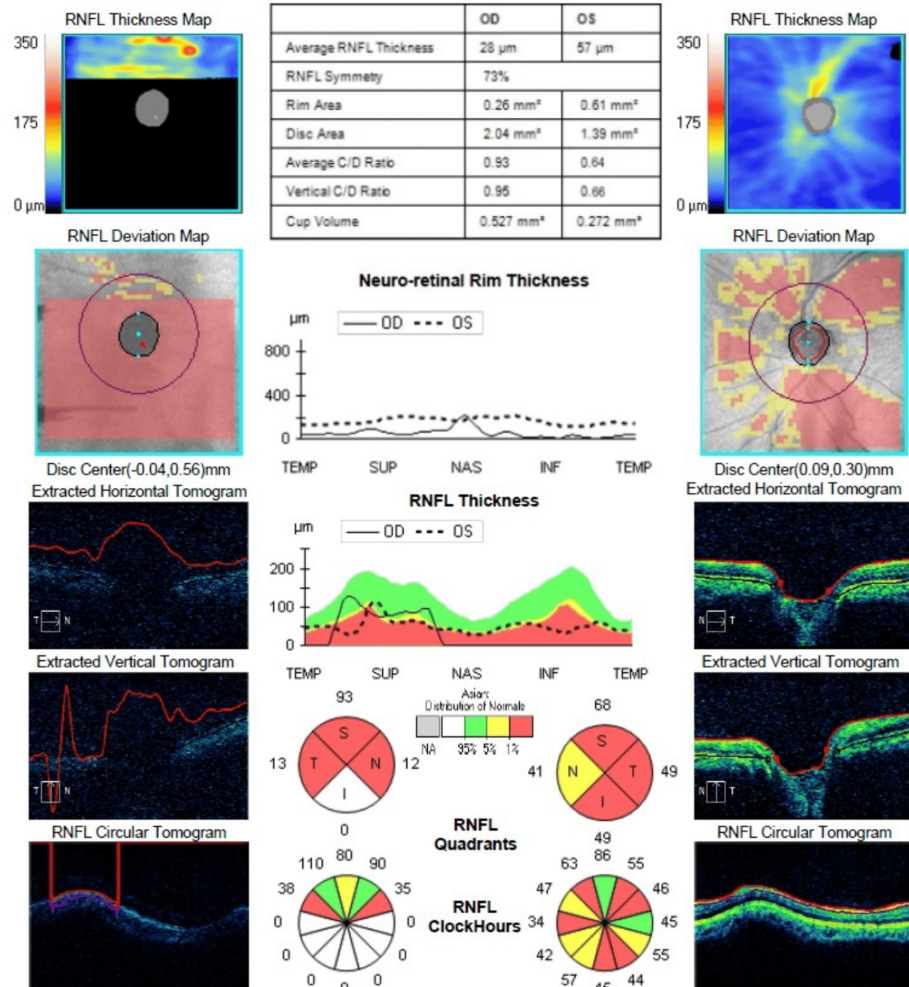 RNFL Thickness Map
350
175
0 µm
OD OS
Average RNFL Thickness 28 µm 57 µm
RNFL Symmetry 73%
Rim Area 0.26 mm² 0.61 mm²
Disc Area 2.04 mm² 1.39 mm²
Average C/D Ratio 0.93 0.64
Vertical C/D Ratio 0.95 0.66
Cup Volume 0.527 mm³ 0.272 mm³
RNFL Thickness Map
350
175
0 µm
RNFL Deviation Map
Disc Center(-0.04,0.56)mm
Neuro-retinal Rim Thickness
µm OD OS
800
400
0
TEMP SUP NAS INF TEMP
RNFL Deviation Map
Disc Center(0.09,0.30)mm
Extracted Horizontal Tomogram
T N
RNFL Thickness
µm OD OS
200
100
0
TEMP SUP NAS INF TEMP
Extracted Horizontal Tomogram
N T
Extracted Vertical Tomogram
T N
93
S
13 T N 12
I
0
Asian:
Distribution of Normals
NA 95% 5% 1%
68
S
41 N T 49
I
49
RNFL
Quadrants
Extracted Vertical Tomogram
N T
RNFL Circular Tomogram
110 80 90
38 35
0 0
0 0
0 0
RNFL
ClockHours
86
63 55
47 46
34 45
42 55
57 44
RNFL Circular Tomogram